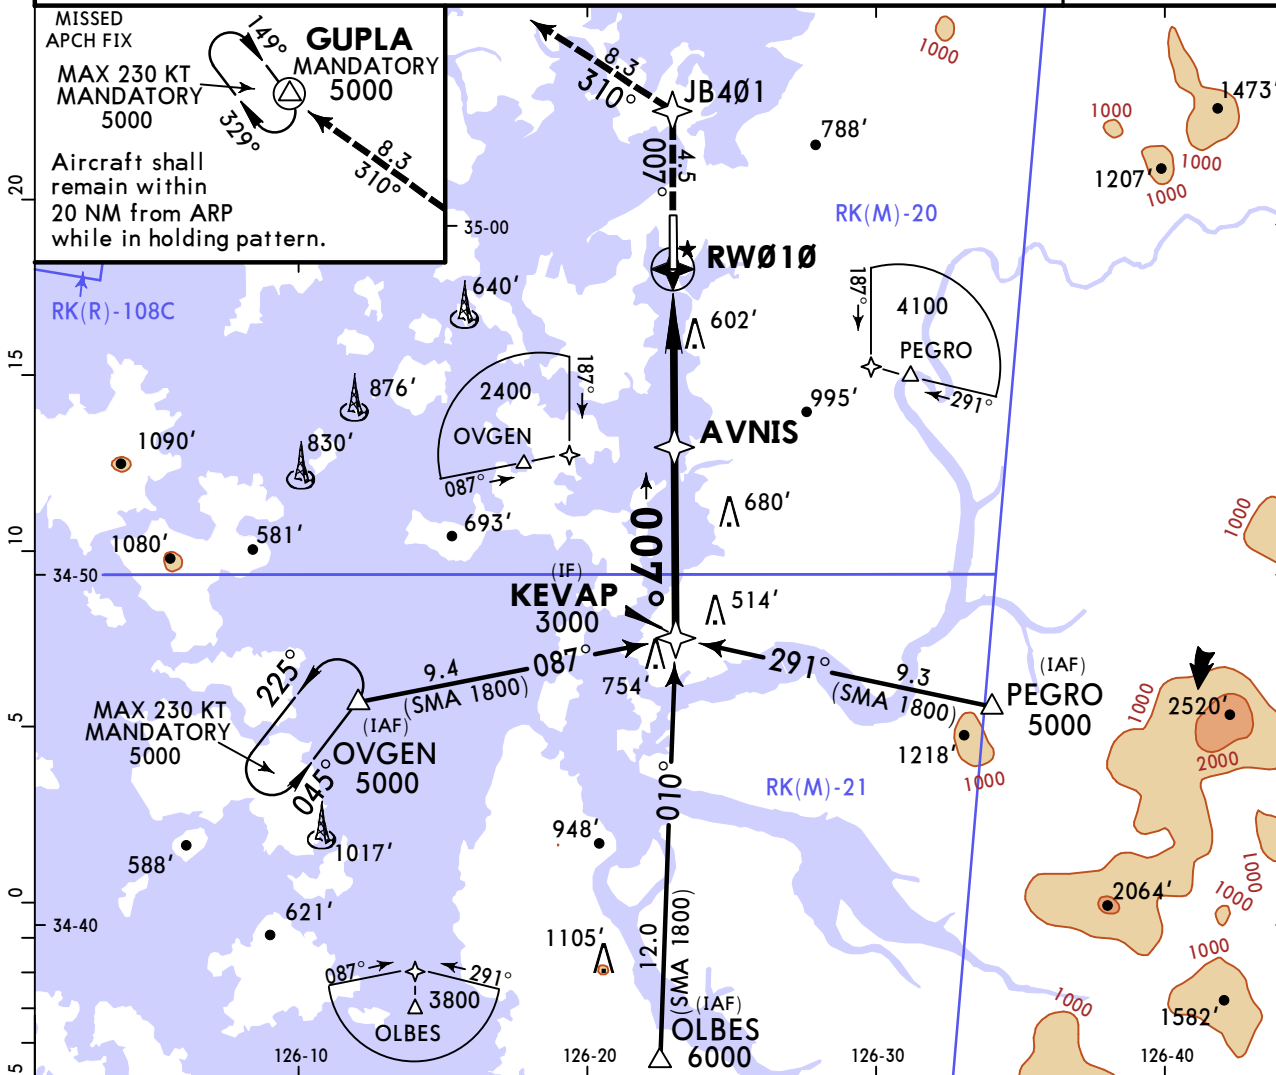 MISSED
APCH FIX
149°
GUPLA
MANDATORY
5000
MAX 230 KT
MANDATORY
5000
329°
8.3
310°
Aircraft shall
remain within
20 NM from ARP
while in holding pattern.
8.3
310°
JB 4Ø1
007°
4.5
788'
1000
1473'
1000
1000
1207'
1000
20
35-00
RK(M)-20
RWØ1Ø
RK(R)-108C
640'
602'
187°
4100
PEGRO
291°
15
876'
2400
187°
OVGEN
087°
995'
AVNIS
1090'
830'
680'
1000
693'
581'
1080'
10
007°
34-50
(IF)
KEVAP
3000
514'
225°
9.4
087°
(SMA 1800)
754'
291°
9.3
(SMA 1800)
(IAF)
PEGRO
5000
1000
2520'
2000
MAX 230 KT
MANDATORY
5000
(IAF)
OVGEN
5000
045°
5
1218'
1000
010°
RK(M)-21
948'
588'
1017'
1000
2064'
1000
0
621'
34-40
1105'
12.0
(SMA 1800)
1000
087°
291°
3800
OLBES
(IAF)
OLBES
6000
1000
1582'
5
126-10
126-20
126-30
126-40